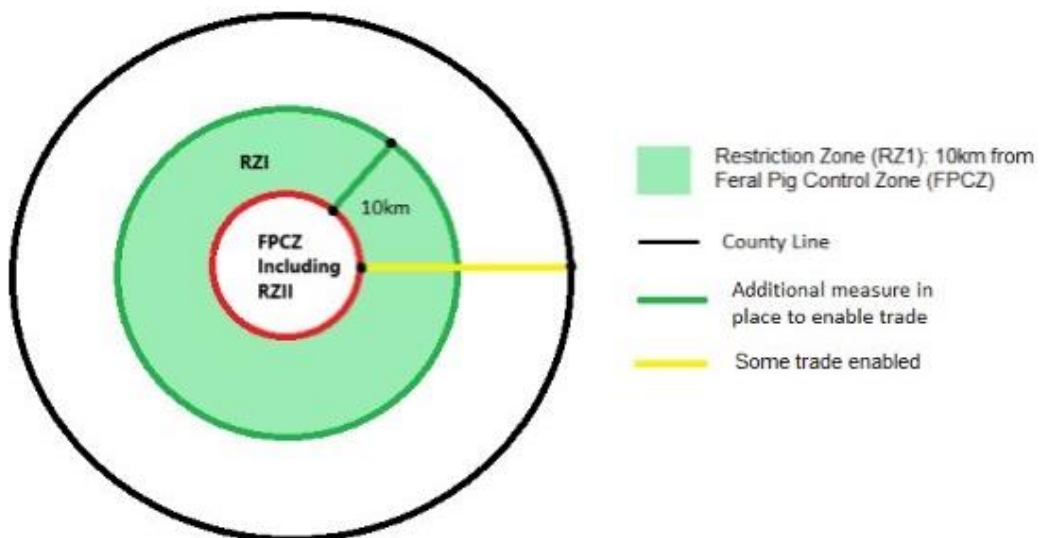 RZI
10km
FPCZ
Including
RZII
Restriction Zone (RZ1): 10km from
Feral Pig Control Zone (FPCZ)
County Line
Additional measure in
place to enable trade
Some trade enabled